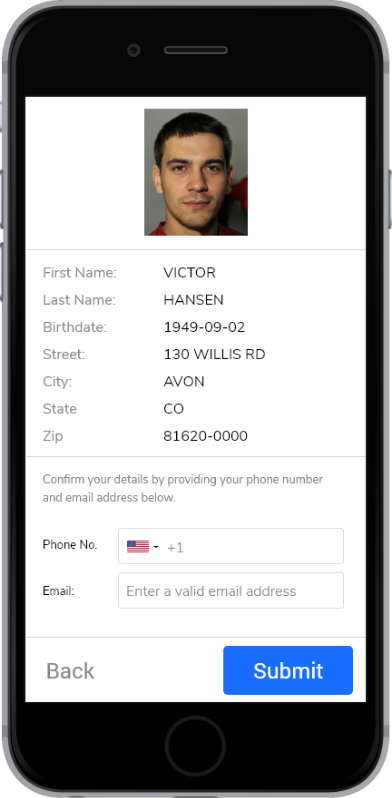 First Name: VICTOR
Last Name: HANSEN
Birthdate: 1949-09-02
Street: 130 WILLIS RD
City: AVON
State CO
Zip 81620-0000
Confirm your details by providing your phone number
and email address below.
Phone No. +1
Email: Enter a valid email address
Back Submit